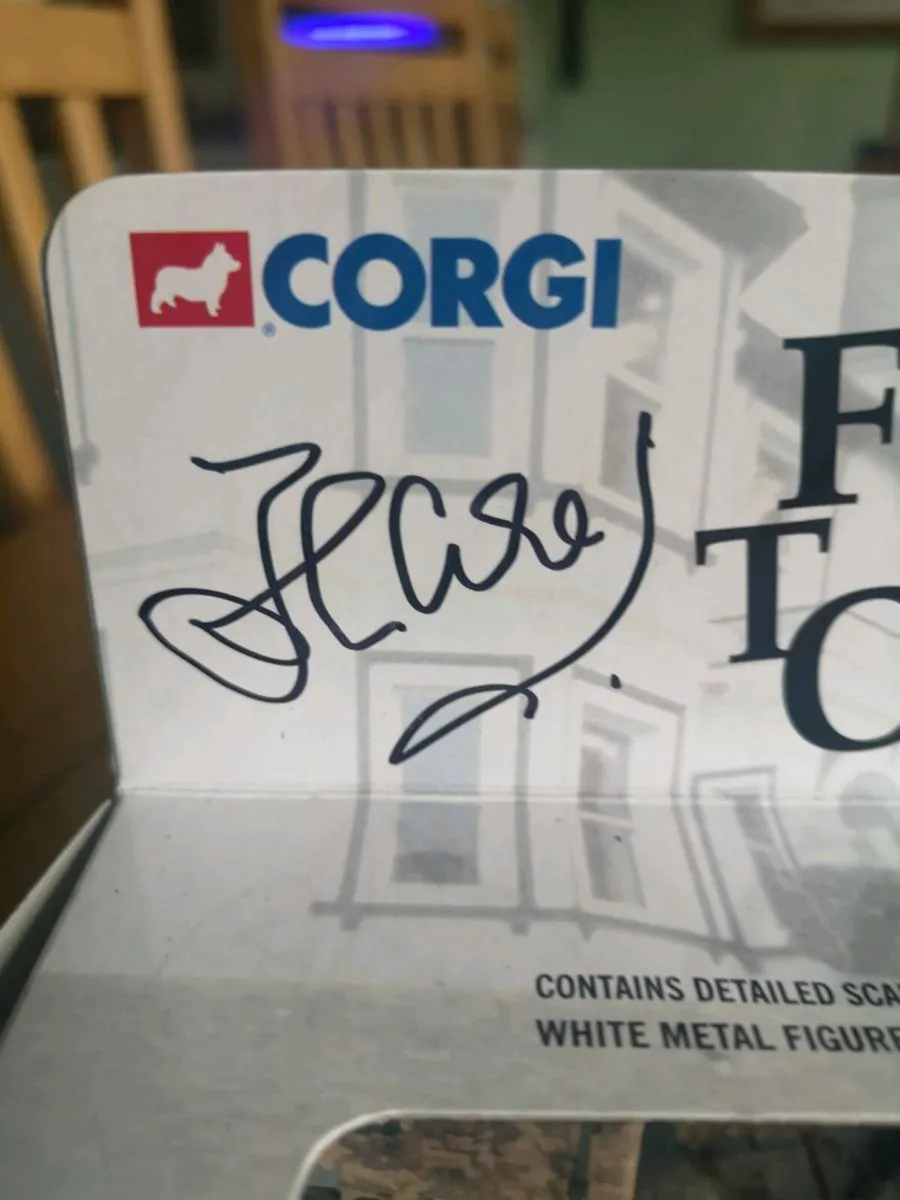 CORGI
F
T
O
CONTAINS DETAILED SCA
WHITE METAL FIGURE